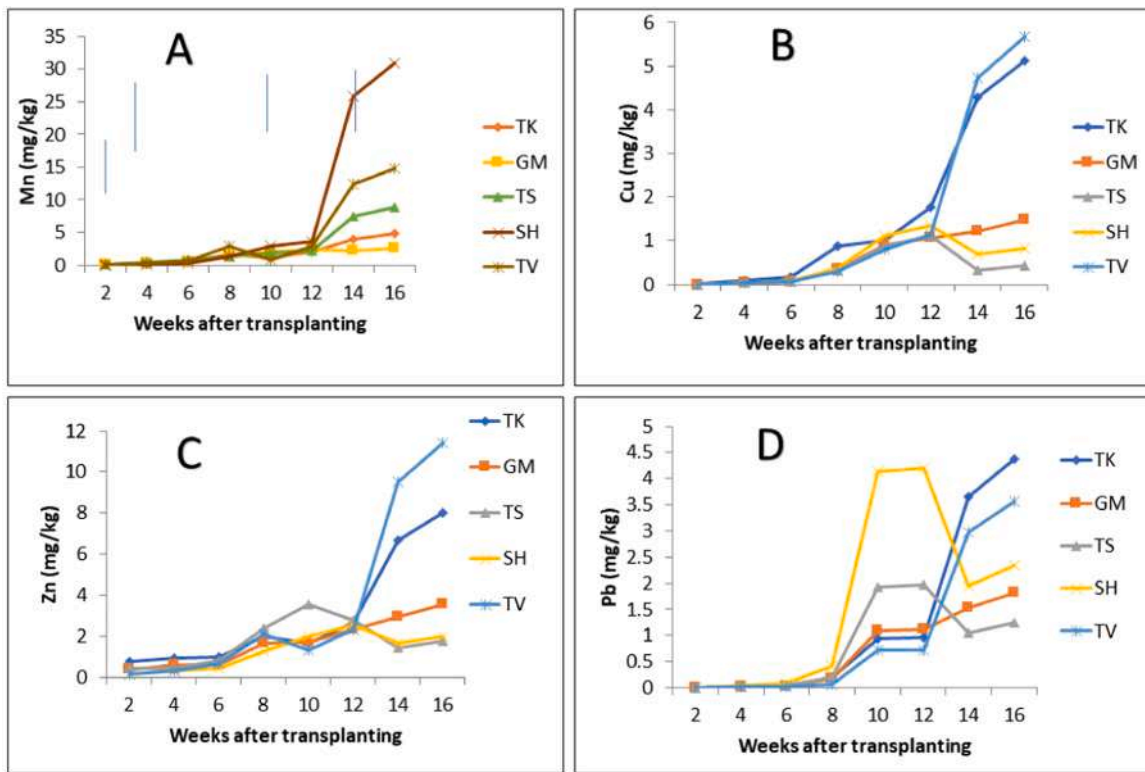 A
Mn (mg/kg)
35
30
25
20
15
10
5
0
2 4 6 8 10 12 14 16
Weeks after transplanting
TK
GM
TS
SH
TV
B
Cu (mg/kg)
6
5
4
3
2
1
0
2 4 6 8 10 12 14 16
Weeks after transplanting
TK
GM
TS
SH
TV
C
Zn (mg/kg)
12
10
8
6
4
2
0
2 4 6 8 10 12 14 16
Weeks after transplanting
TK
GM
TS
SH
TV
D
Pb (mg/kg)
5
4.5
4
3.5
3
2.5
2
1.5
1
0.5
0
2 4 6 8 10 12 14 16
Weeks after transplanting
TK
GM
TS
SH
TV